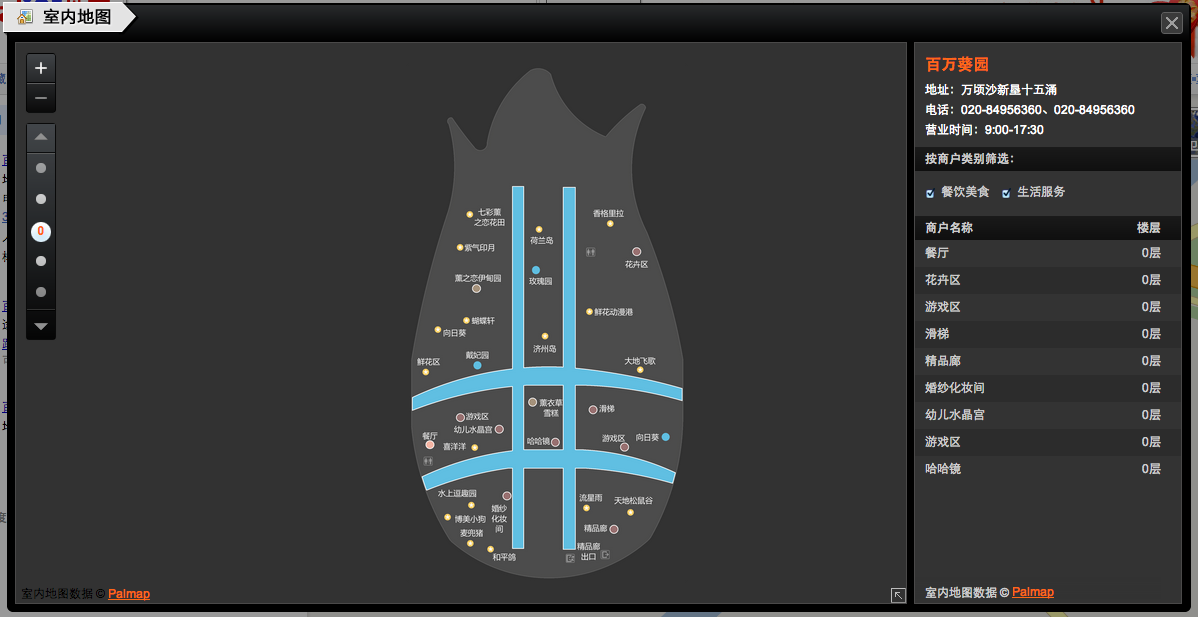 室内地图
0
七彩薰
之恋花田
紫气印月
薰之恋伊甸园
蝴蝶轩
向日葵
鲜花区
戴妃园
荷兰岛
玫瑰园
济州岛
香格里拉
花卉区
鲜花动漫港
大地飞歌
游戏区
幼儿水晶宫
餐厅
喜洋洋
薰衣草
雪糕
哈哈镜
滑梯
游戏区
向日葵
水上逗趣园
博美小狗
麦兜猪
和平鸽
婚纱
化妆
间
流星雨
天地松鼠谷
精品廊
精品廊
出口
室内地图数据 © Palmap
百万葵园
地址：万顷沙新垦十五涌
电话：020-84956360、020-84956360
营业时间：9:00-17:30
按商户类别筛选：
餐饮美食 生活服务
商户名称 楼层
餐厅 0层
花卉区 0层
游戏区 0层
滑梯 0层
精品廊 0层
婚纱化妆间 0层
幼儿水晶宫 0层
游戏区 0层
哈哈镜 0层
室内地图数据 © Palmap